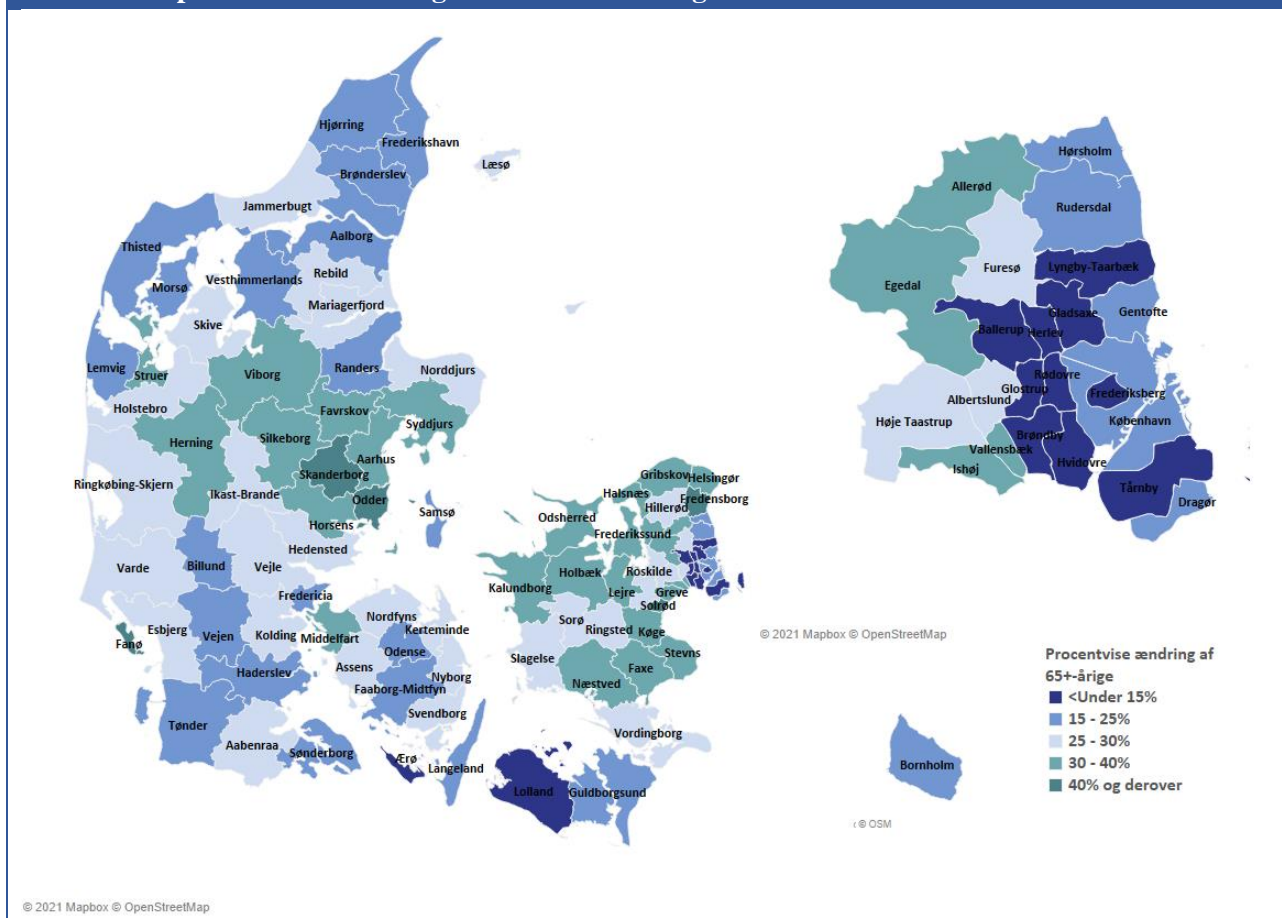 Hjørring
Frederikshavn
Læsø
Brønderslev
Jammerbugt
Thisted
Aalborg
Vesthimmerlands
Rebild
Morsø
Mariagerfjord
Skive
Lemvig
Struer
Viborg
Randers
Norddjurs
Holstebro
Favrskov
Syddjurs
Herning
Silkeborg
Aarhus
Skanderborg
Ringkøbing-Skjern
Ikast-Brande
Odder
Samsø
Horsens
Hedensted
Varde
Billund
Vejle
Fredericia
Esbjerg
Fanø
Vejen
Kolding
Middelfart
Nordfyns
Kerteminde
Odense
Assens
Nyborg
Haderslev
Faaborg-Midtfyn
Svendborg
Tønder
Aabenraa
Sønderborg
Ærø
Langeland
Gribskov
Helsingør
Halsnæs
Fredensborg
Hillerød
Odsherred
Frederikssund
Holbæk
Roskilde
Kalundborg
Lejre
Greve
Solrød
Sorø
Ringsted
Køge
Slagelse
Stevns
Faxe
Næstved
Vordingborg
Lolland
Guldborgsund
Hørsholm
Allerød
Rudersdal
Furesø
Lyngby-Taarbæk
Egedal
Gladsaxe
Gentofte
Ballerup
Herlev
Rødovre
Glostrup
Frederiksberg
Albertslund
København
Høje Taastrup
Brøndby
Vallensbæk
Hvidovre
Ishøj
Tårnby
Dragør
© 2021 Mapbox © OpenStreetMap
Procentvise ændring af
65+-årige
<Under 15%
15 - 25%
25 - 30%
30 - 40%
40% og derover
Bornholm
© OSM
© 2021 Mapbox © OpenStreetMap